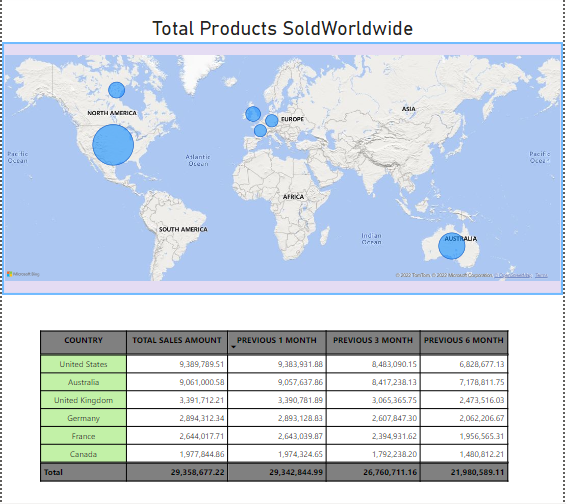 Total Products SoldWorldwide
NORTH AMERICA
EUROPE
ASIA
Pacific
Ocean
Atlantic
Ocean
Pacific
Ocean
AFRICA
SOUTH AMERICA
Indian
Ocean
AUSTRALIA
Microsoft Bing
© 2023 TomTom, © 2023 Microsoft Corporation, © OpenStreetMap Terms
COUNTRY TOTAL SALES AMOUNT PREVIOUS 1 MONTH PREVIOUS 3 MONTH PREVIOUS 6 MONTH
United States 9,389,789.51 9,383,931.88 8,483,090.15 6,828,677.13
Australia 9,061,000.58 9,057,637.86 8,417,238.13 7,178,811.75
United Kingdom 3,391,712.21 3,390,781.89 3,065,365.75 2,473,516.03
Germany 2,894,312.34 2,893,128.83 2,607,847.30 2,062,206.67
France 2,644,017.71 2,643,039.87 2,394,931.62 1,956,565.31
Canada 1,977,844.86 1,974,324.65 1,792,238.20 1,480,812.21
Total 29,358,677.22 29,342,844.99 26,760,711.16 21,980,589.11